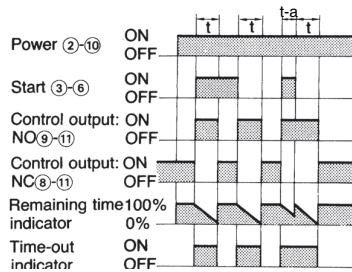 t-a
t t t t
Power ②-⑩ ON
OFF
Start ③-⑥ ON
OFF
Control output: ON
NO⑨-⑪ OFF
Control output: ON
NC⑧-⑪ OFF
Remaining time 100%
indicator 0%
Time-out ON
indicator OFF